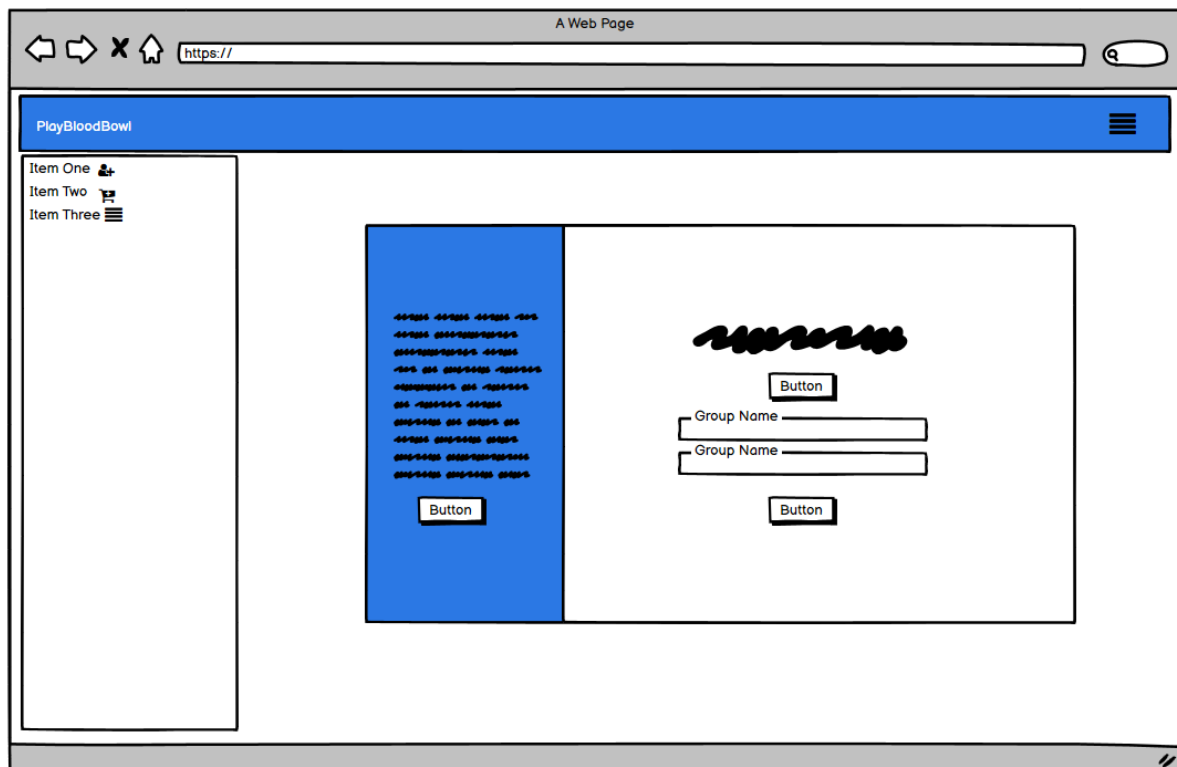 A Web Page
https://
PlayBloodBowl
Item One
Item Two
Item Three
Button
Group Name
Group Name
Button
Button